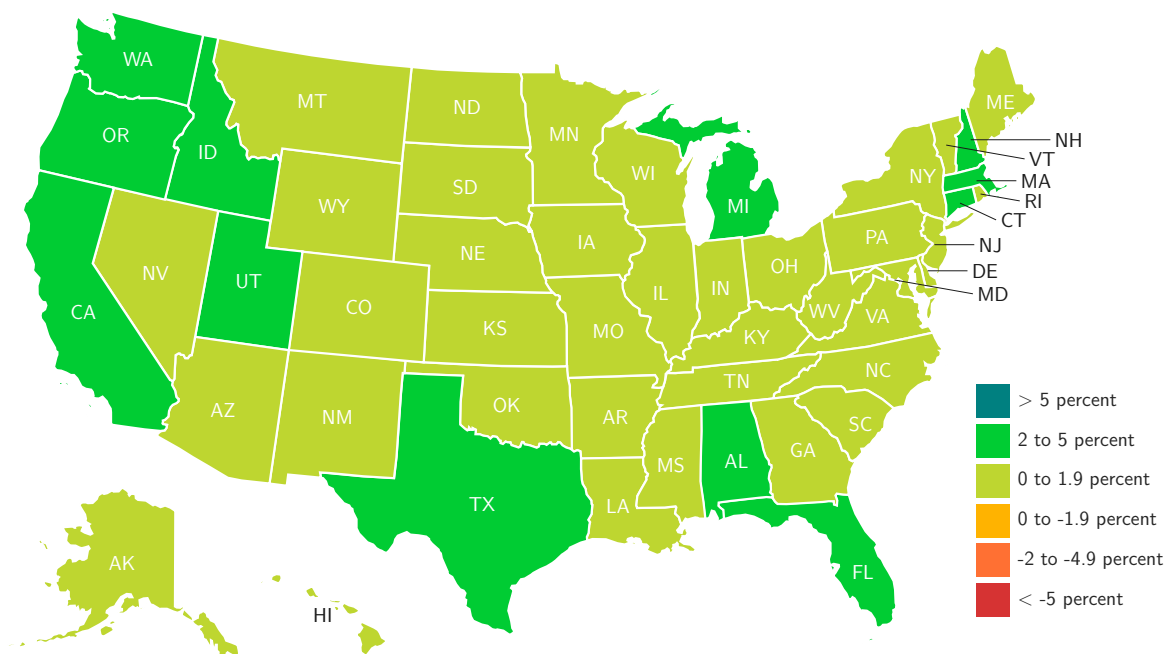 WA
OR
ID
MT
ND
MN
WI
MI
ME
NH
VT
MA
RI
CT
NY
NJ
PA
DE
MD
WY
SD
NE
IA
IL
IN
OH
WV
VA
KY
NV
UT
CO
KS
MO
CA
AZ
NM
OK
AR
TN
NC
SC
GA
AL
MS
LA
TX
FL
AK
HI
> 5 percent
2 to 5 percent
0 to 1.9 percent
0 to -1.9 percent
-2 to -4.9 percent
< -5 percent